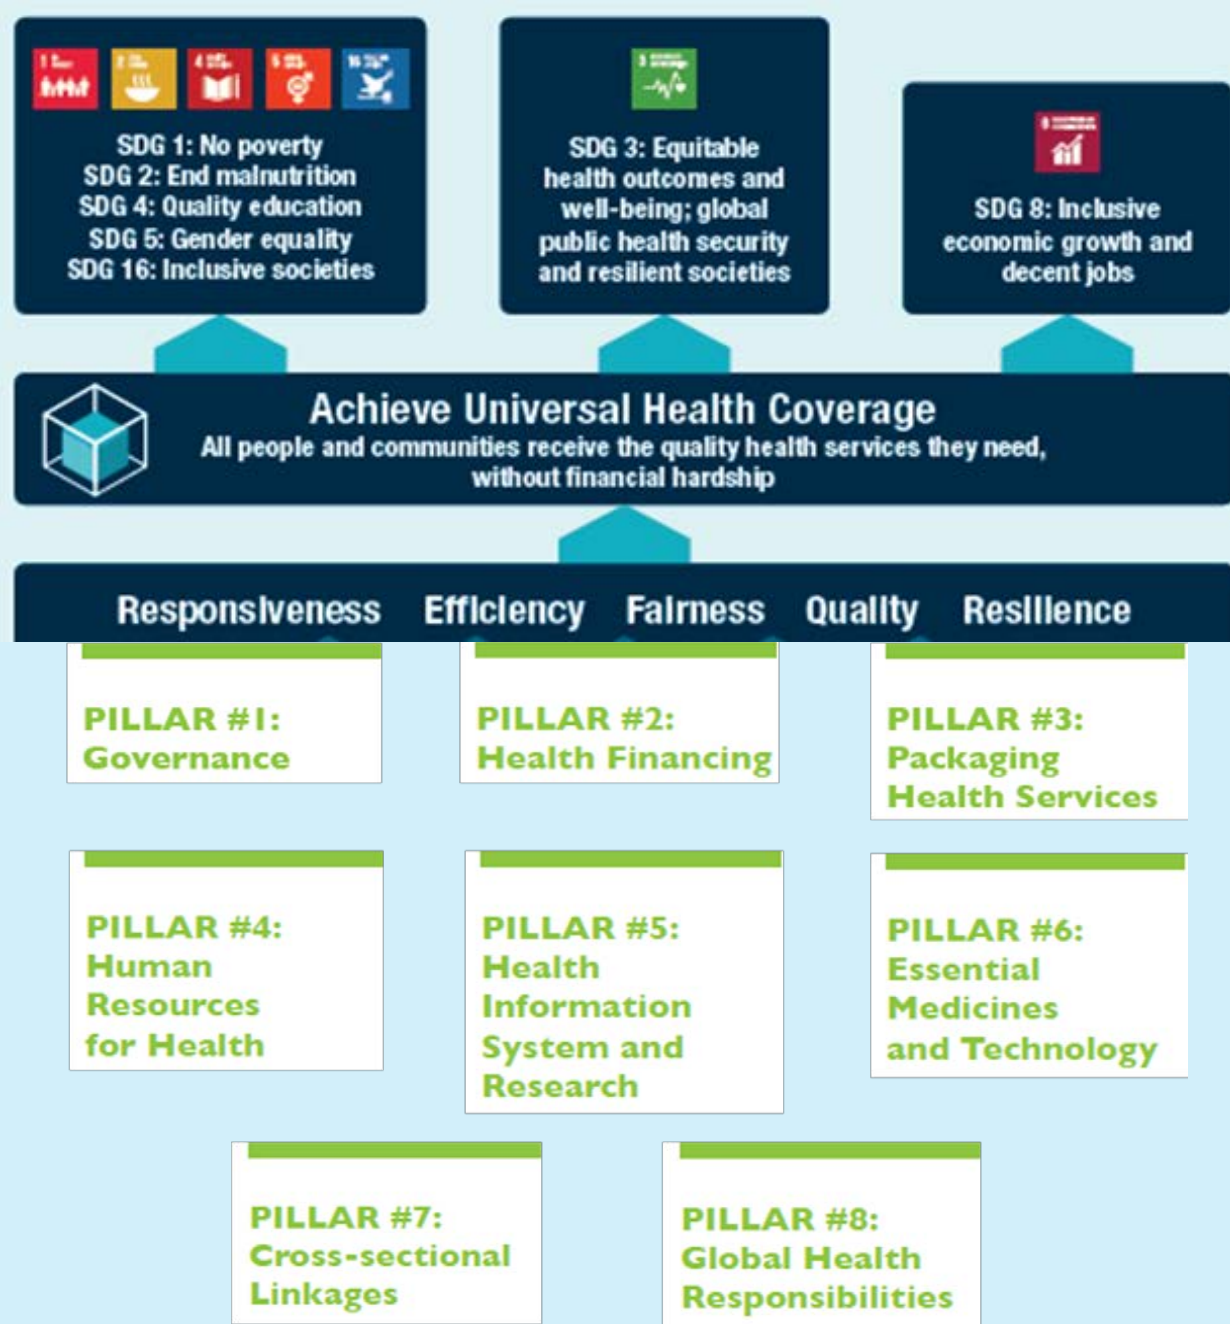 SDG 1: No poverty
SDG 2: End malnutrition
SDG 4: Quality education
SDG 5: Gender equality
SDG 16: Inclusive societies
SDG 3: Equitable
health outcomes and
well-being; global
public health security
and resilient societies
SDG 8: Inclusive
economic growth and
decent jobs
Achieve Universal Health Coverage
All people and communities receive the quality health services they need,
without financial hardship
Responsiveness Efficiency Fairness Quality Resilience
PILLAR #1:
Governance
PILLAR #2:
Health Financing
PILLAR #3:
Packaging
Health Services
PILLAR #4:
Human
Resources
for Health
PILLAR #5:
Health
Information
System and
Research
PILLAR #6:
Essential
Medicines
and Technology
PILLAR #7:
Cross-sectional
Linkages
PILLAR #8:
Global Health
Responsibilities